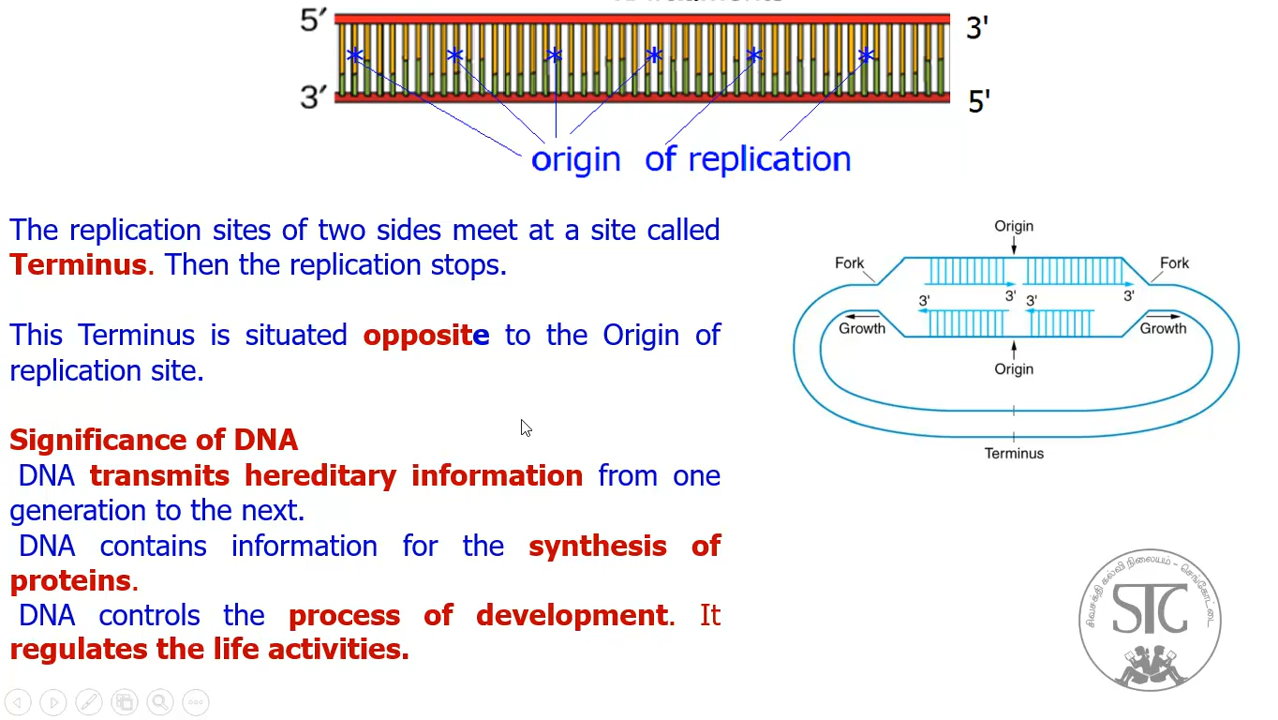 5′
3'
3′
5'
origin of replication
The replication sites of two sides meet at a site called
Terminus. Then the replication stops.
This Terminus is situated opposite to the Origin of
replication site.
Significance of DNA
DNA transmits hereditary information from one
generation to the next.
DNA contains information for the synthesis of
proteins.
DNA controls the process of development. It
regulates the life activities.
Origin
Fork
Fork
3'
3'
3'
3'
Growth
Growth
Origin
Terminus
சிவசக்தி கல்வி நிலையம் - செங்கோட்டை
STC